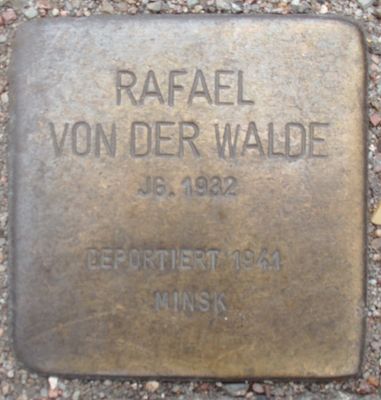 RAFAEL
VON DER WALDE
JG. 1932
DEPORTIERT 1941
MINSK